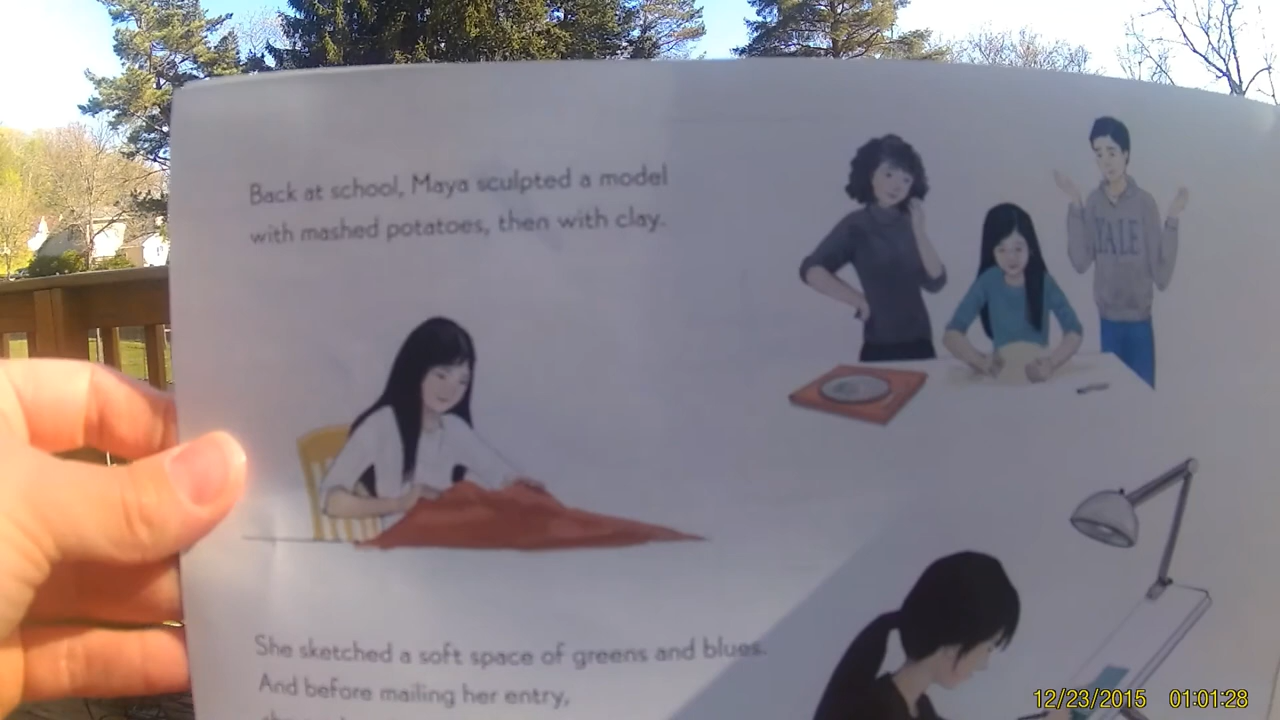 Back at school, Maya sculpted a model
with mashed potatoes, then with clay.
YALE
She sketched a soft space of greens and blues.
And before mailing her entry,
12/23/2015 01:01:28